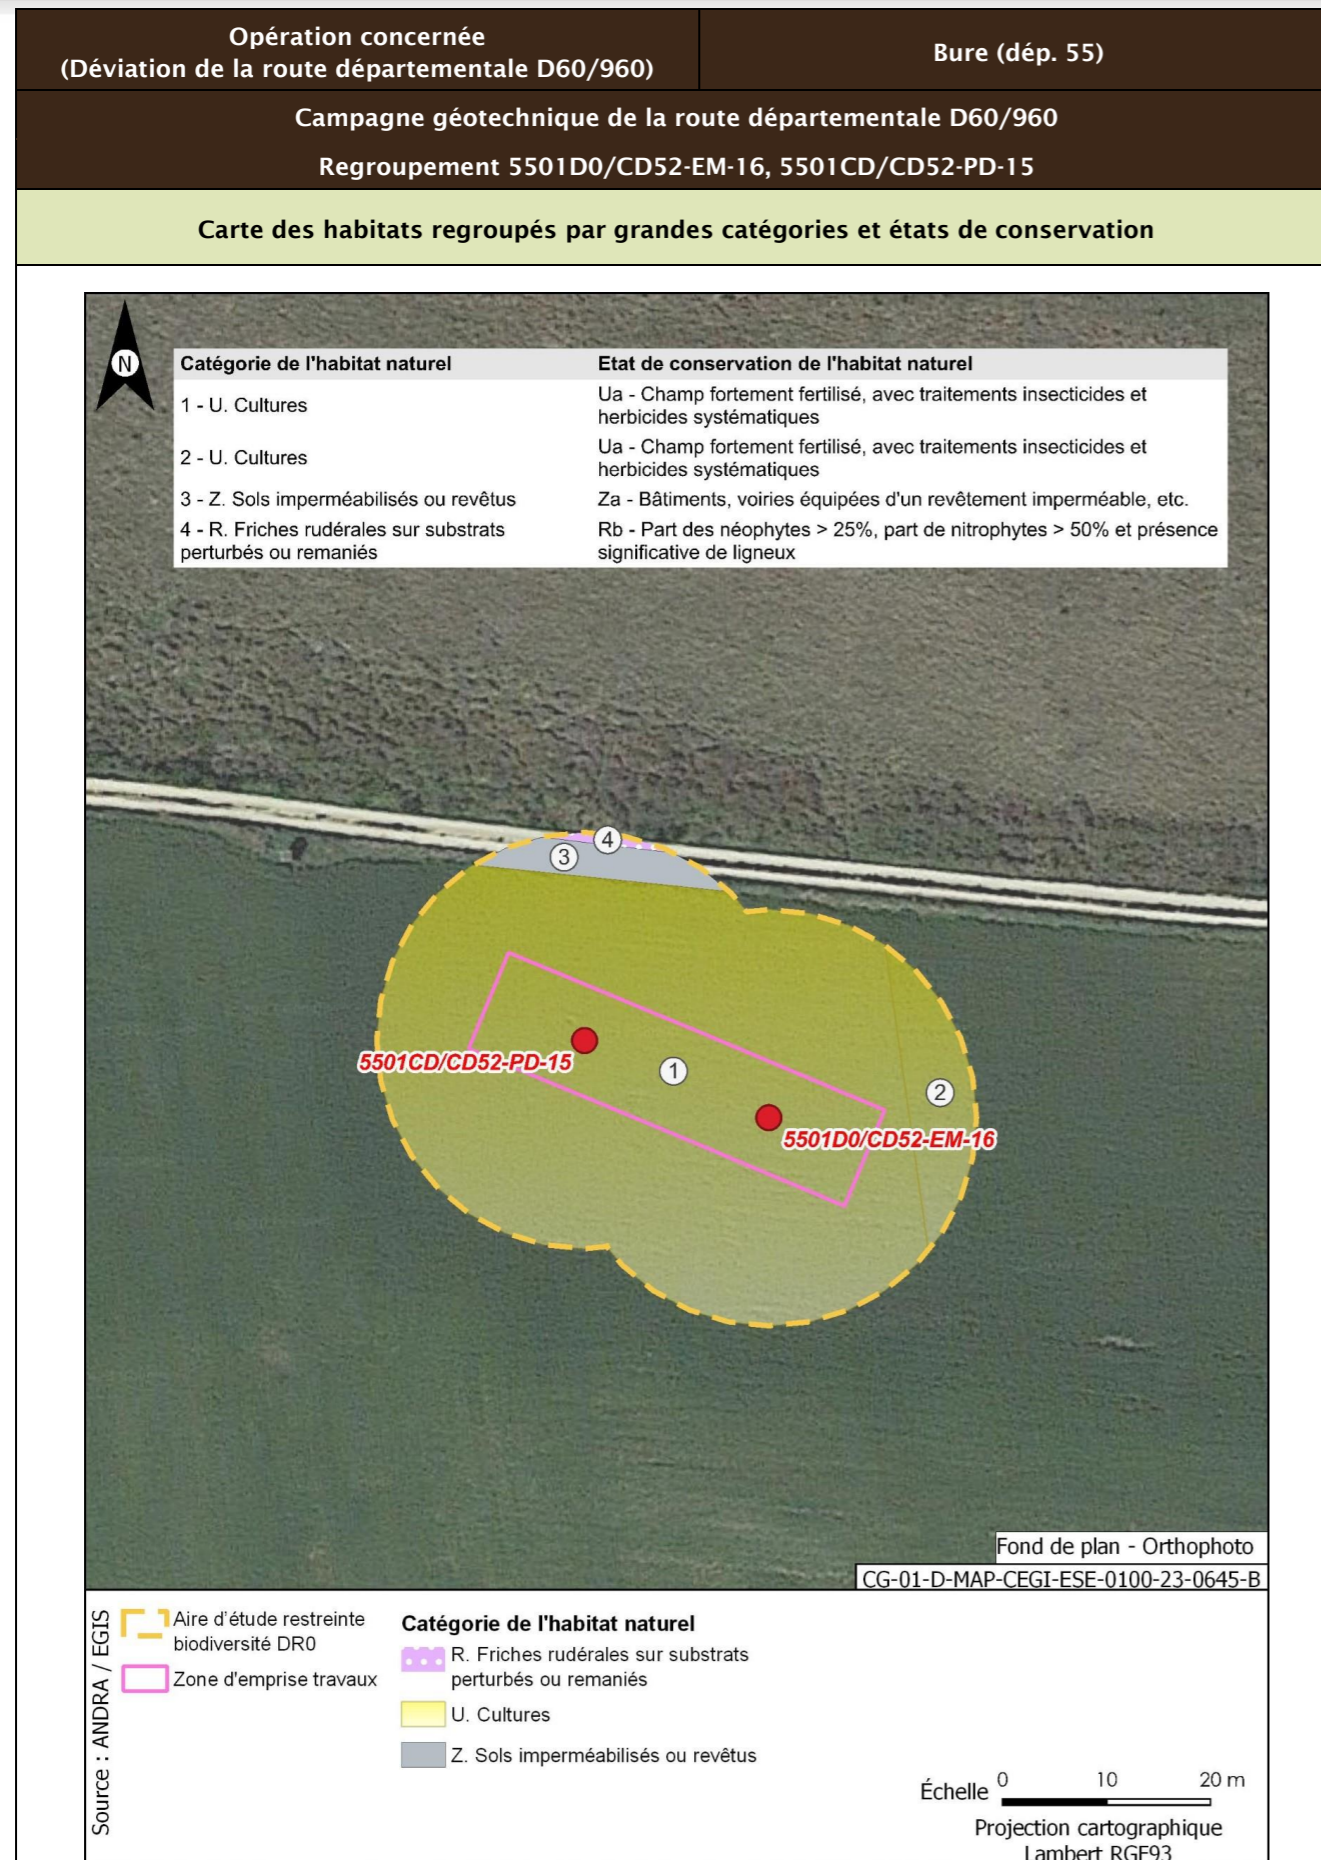 Opération concernée
(Déviation de la route départementale D60/960)
Bure (dép. 55)
Campagne géotechnique de la route départementale D60/960
Regroupement 5501D0/CD52-EM-16, 5501CD/CD52-PD-15
Carte des habitats regroupés par grandes catégories et états de conservation
N
Catégorie de l'habitat naturel
Etat de conservation de l'habitat naturel
1 - U. Cultures
Ua - Champ fortement fertilisé, avec traitements insecticides et
herbicides systématiques
2 - U. Cultures
Ua - Champ fortement fertilisé, avec traitements insecticides et
herbicides systématiques
3 - Z. Sols imperméabilisés ou revêtus
Za - Bâtiments, voiries équipées d'un revêtement imperméable, etc.
4 - R. Friches rudérales sur substrats
perturbés ou remaniés
Rb - Part des néophytes > 25%, part de nitrophytes > 50% et présence
significative de ligneux
4
3
5501CD/CD52-PD-15
1
2
5501D0/CD52-EM-16
Fond de plan - Orthophoto
CG-01-D-MAP-CEGI-ESE-0100-23-0645-B
Source : ANDRA / EGIS
Aire d'étude restreinte
biodiversité DR0
Zone d'emprise travaux
Catégorie de l'habitat naturel
R. Friches rudérales sur substrats
perturbés ou remaniés
U. Cultures
Z. Sols imperméabilisés ou revêtus
Échelle
0 10 20 m
Projection cartographique
Lambert RGF93